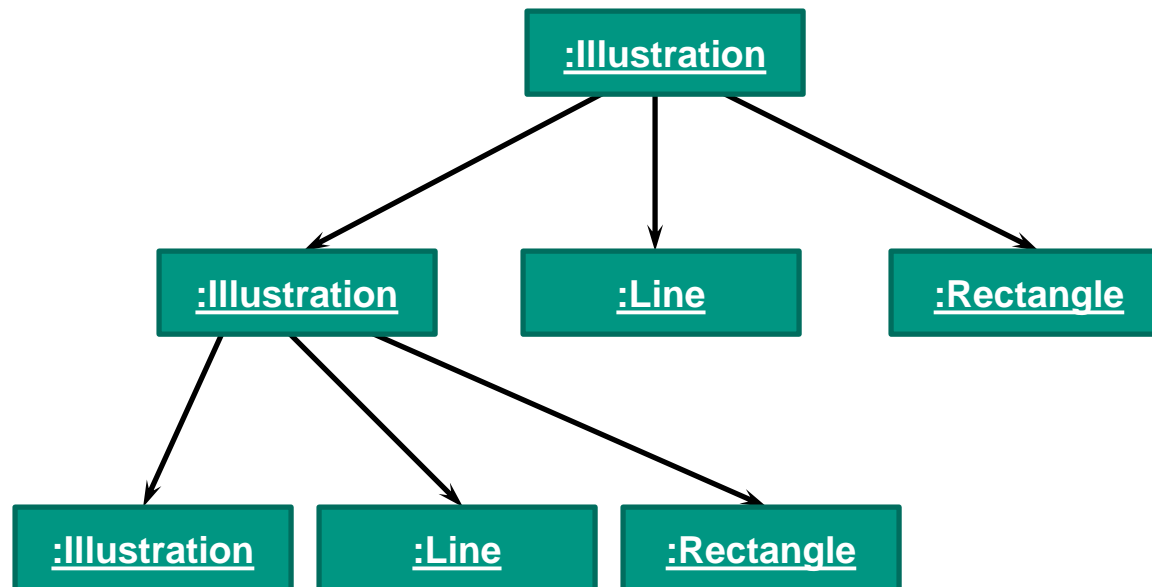 :Illustration
:Illustration
:Line
:Rectangle
:Illustration
:Line
:Rectangle